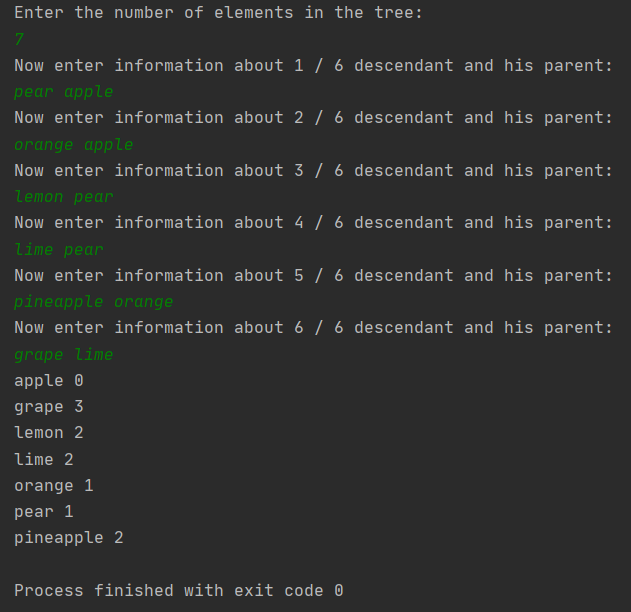 Enter the number of elements in the tree:
7
Now enter information about 1 / 6 descendant and his parent:
pear apple
Now enter information about 2 / 6 descendant and his parent:
orange apple
Now enter information about 3 / 6 descendant and his parent:
lemon pear
Now enter information about 4 / 6 descendant and his parent:
lime pear
Now enter information about 5 / 6 descendant and his parent:
pineapple orange
Now enter information about 6 / 6 descendant and his parent:
grape lime
apple 0
grape 3
lemon 2
lime 2
orange 1
pear 1
pineapple 2
Process finished with exit code 0